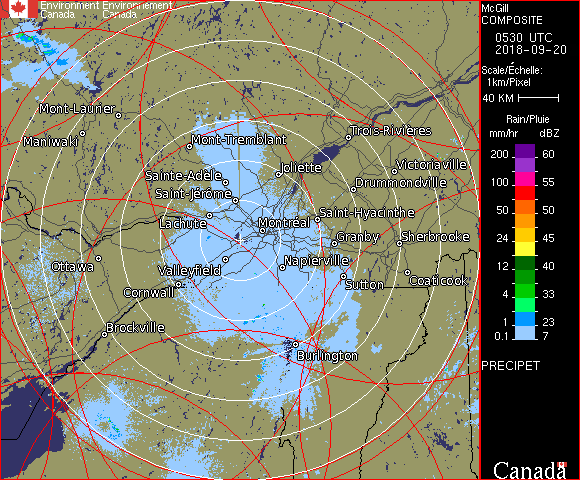 Environment Environment
Canada Canada
Mont-Laurier
Maniwaki
Mont-Tremblant
Trois-Rivières
Sainte-Adèle
Joliette
Victoriaville
Saint-Jérôme
Drummondville
Lachute
Saint-Hyacinthe
Montréal
Granby
Sherbrooke
Ottawa
Valleyfield
Napierville
Cornwall
Sutton
Coaticook
Brockville
Burlington
McGill
COMPOSITE
0530 UTC
2018-09-20
Scale/Échelle:
1km/Pixel
40 KM
Rain/Pluie
mm/hr dBZ
200 60
100 55
50 50
24 45
12 40
4 33
2 23
0.1 7
PRECIPET
Canada